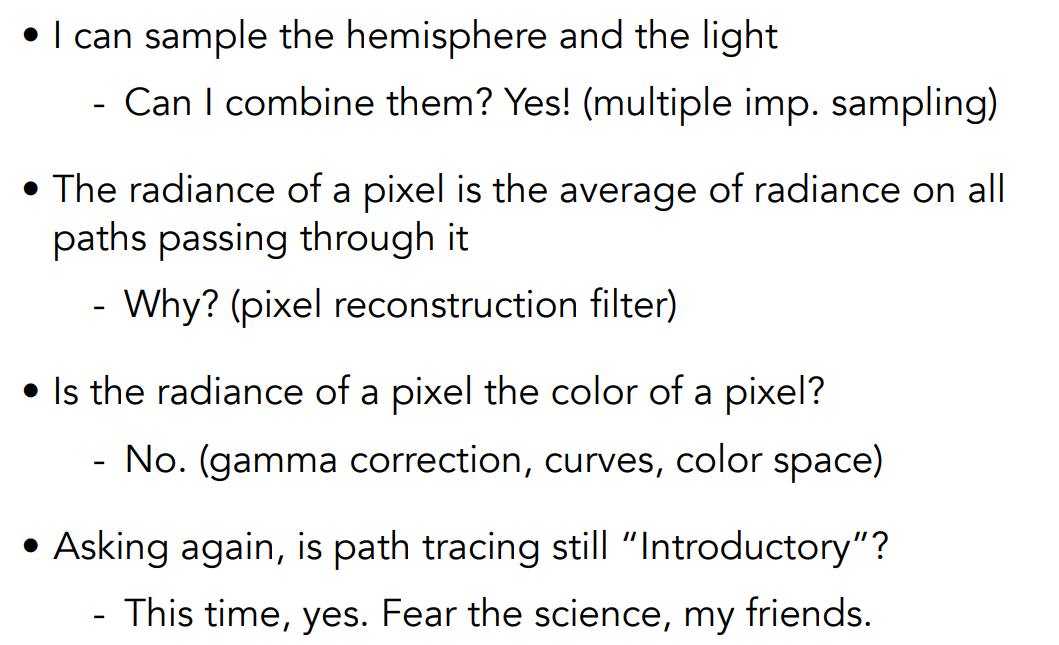 • I can sample the hemisphere and the light
- Can I combine them? Yes! (multiple imp. sampling)
• The radiance of a pixel is the average of radiance on all
paths passing through it
- Why? (pixel reconstruction filter)
• Is the radiance of a pixel the color of a pixel?
- No. (gamma correction, curves, color space)
• Asking again, is path tracing still “Introductory”?
- This time, yes. Fear the science, my friends.